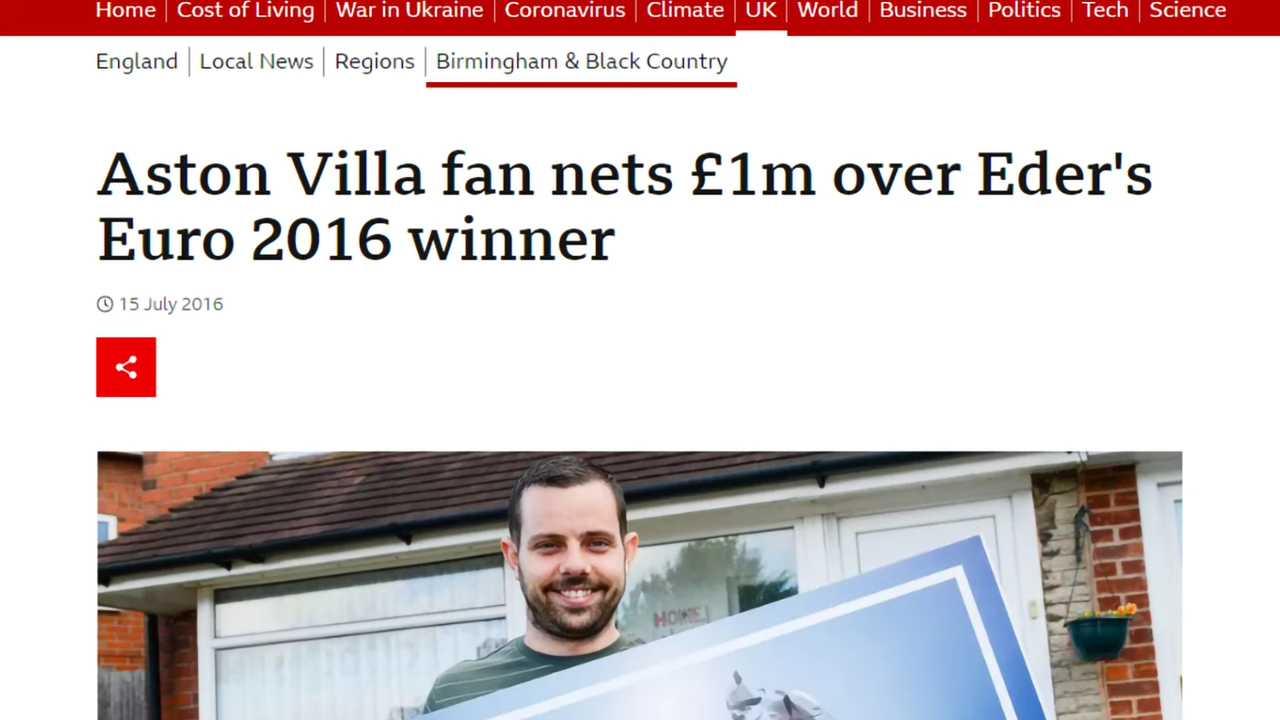 Home Cost of Living War in Ukraine Coronavirus Climate UK World Business Politics Tech Science
England Local News Regions Birmingham & Black Country
Aston Villa fan nets £1m over Eder's
Euro 2016 winner
15 July 2016
HOME